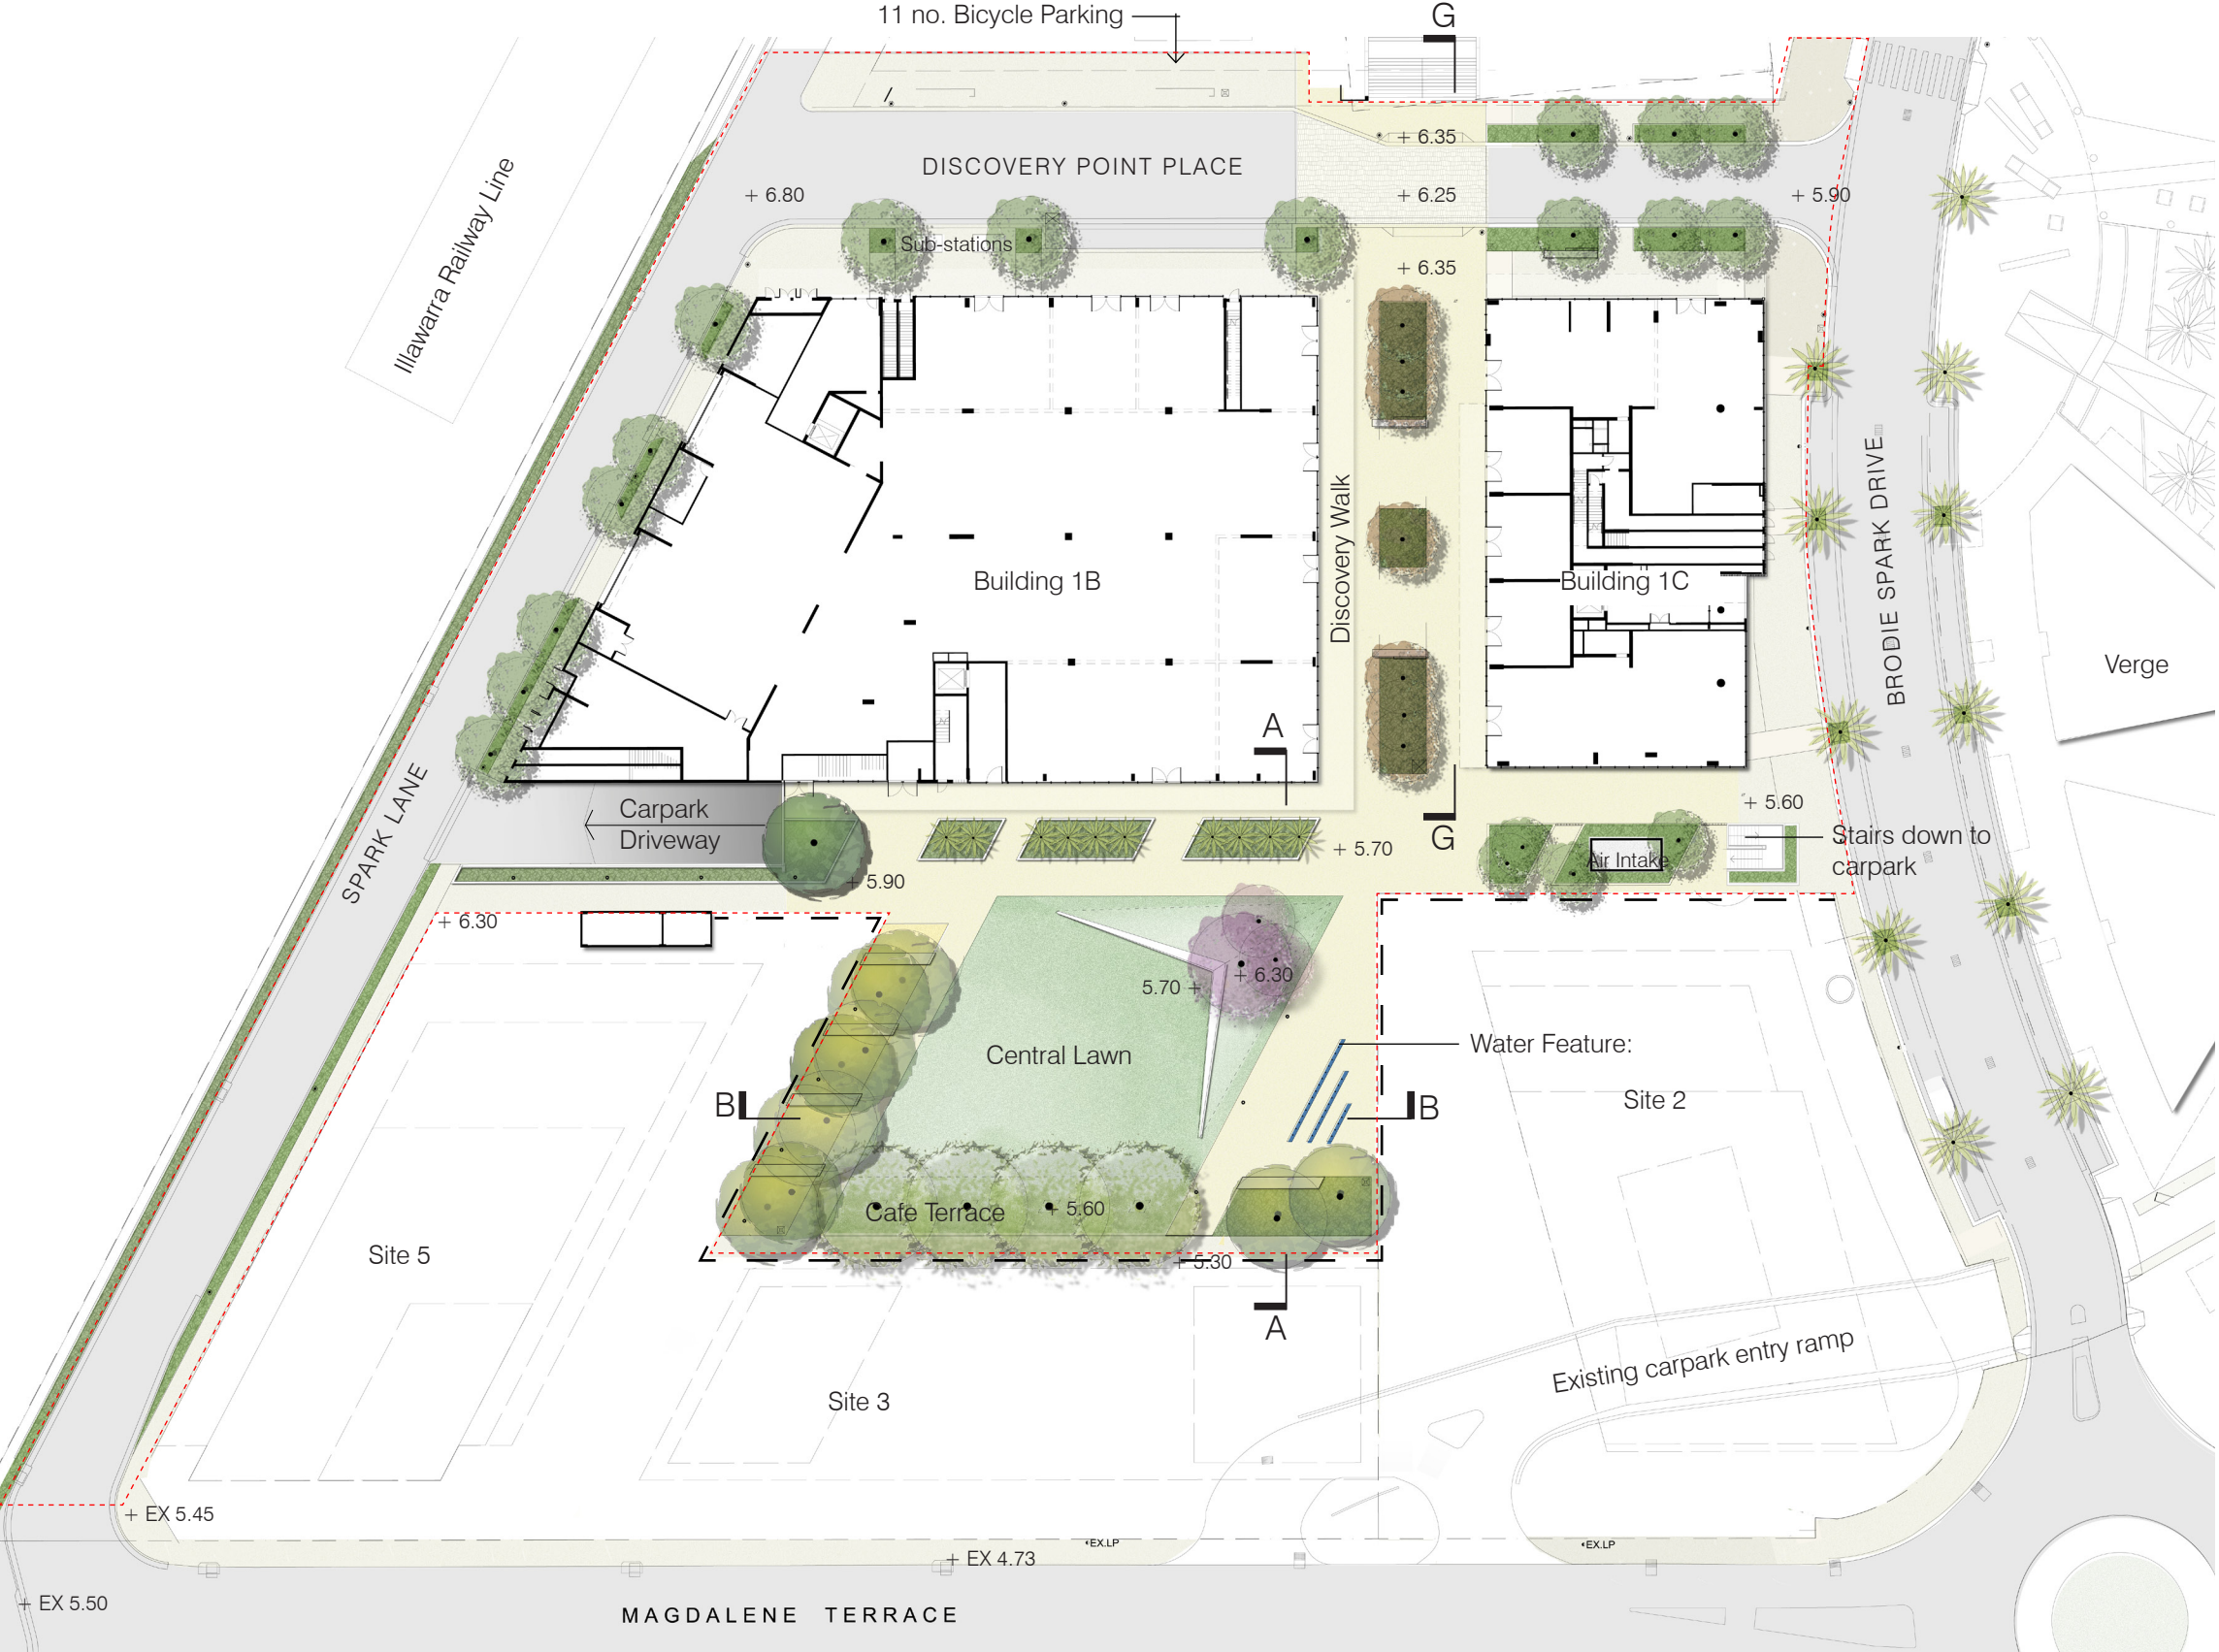 11 no. Bicycle Parking
G
+ 6.35
DISCOVERY POINT PLACE
+ 6.80
+ 6.25
+ 5.90
Illawarra Railway Line
Sub-stations
+ 6.35
Discovery Walk
BRODIE SPARK DRIVE
Building 1B
Building 1C
Verge
A
SPARK LANE
Carpark
Driveway
G
+ 5.60
+ 5.70
Stairs down to
carpark
Air Intake
+ 5.90
+ 6.30
+ 6.30
5.70 +
Central Lawn
Water Feature:
Site 2
B
B
Cafe Terrace
+ 5.60
Site 5
+ 5.30
A
Existing carpark entry ramp
Site 3
+ EX 5.45
EX.LP
EX.LP
+ EX 4.73
+ EX 5.50
MAGDALENE TERRACE